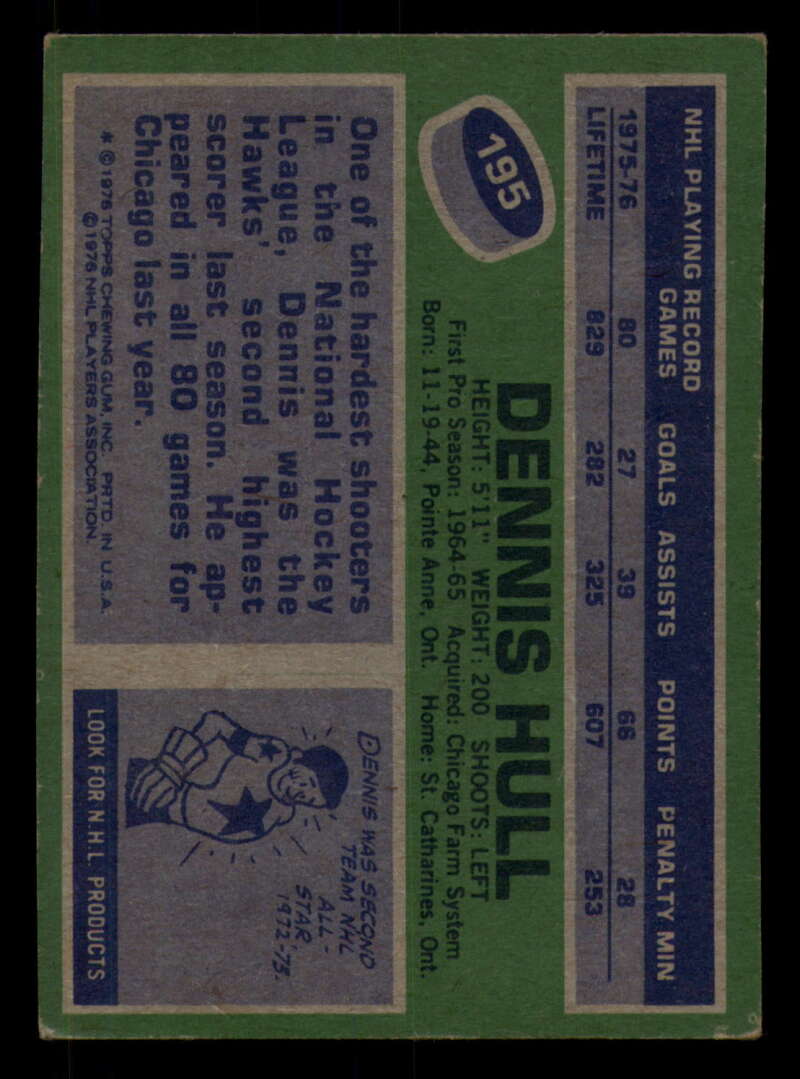 NHL PLAYING RECORD
GAMES GOALS ASSISTS POINTS PENALTY MIN
1975-76 80 27 39 66 28
LIFETIME 829 282 325 607 253
195
DENNIS HULL
HEIGHT: 5'11" WEIGHT: 200 SHOOTS: LEFT
First Pro Season: 1964-65 Acquired: Chicago Farm System
Born: 11-19-44, Pointe Anne, Ont. Home: St. Catharines, Ont.
One of the hardest shooters
in the National Hockey
League, Dennis was the
Hawks' second highest
scorer last season. He ap-
peared in all 80 games for
Chicago last year.
* © 1976 TOPPS CHEWING GUM, INC. PRTD. IN U.S.A.
© 1976 NHL PLAYERS ASSOCIATION.
DENNIS WAS SECOND
TEAM NHL
ALL-
STAR,
1972-73.
LOOK FOR N.H.L PRODUCTS